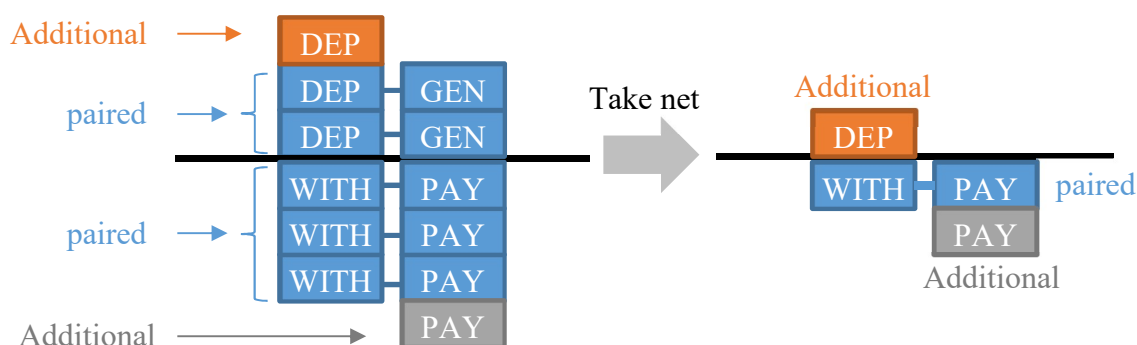 Additional
DEP
paired
DEP GEN
DEP GEN
WITH PAY
paired
WITH PAY
WITH PAY
Additional
PAY
Take net
Additional
DEP
WITH PAY
paired
PAY
Additional